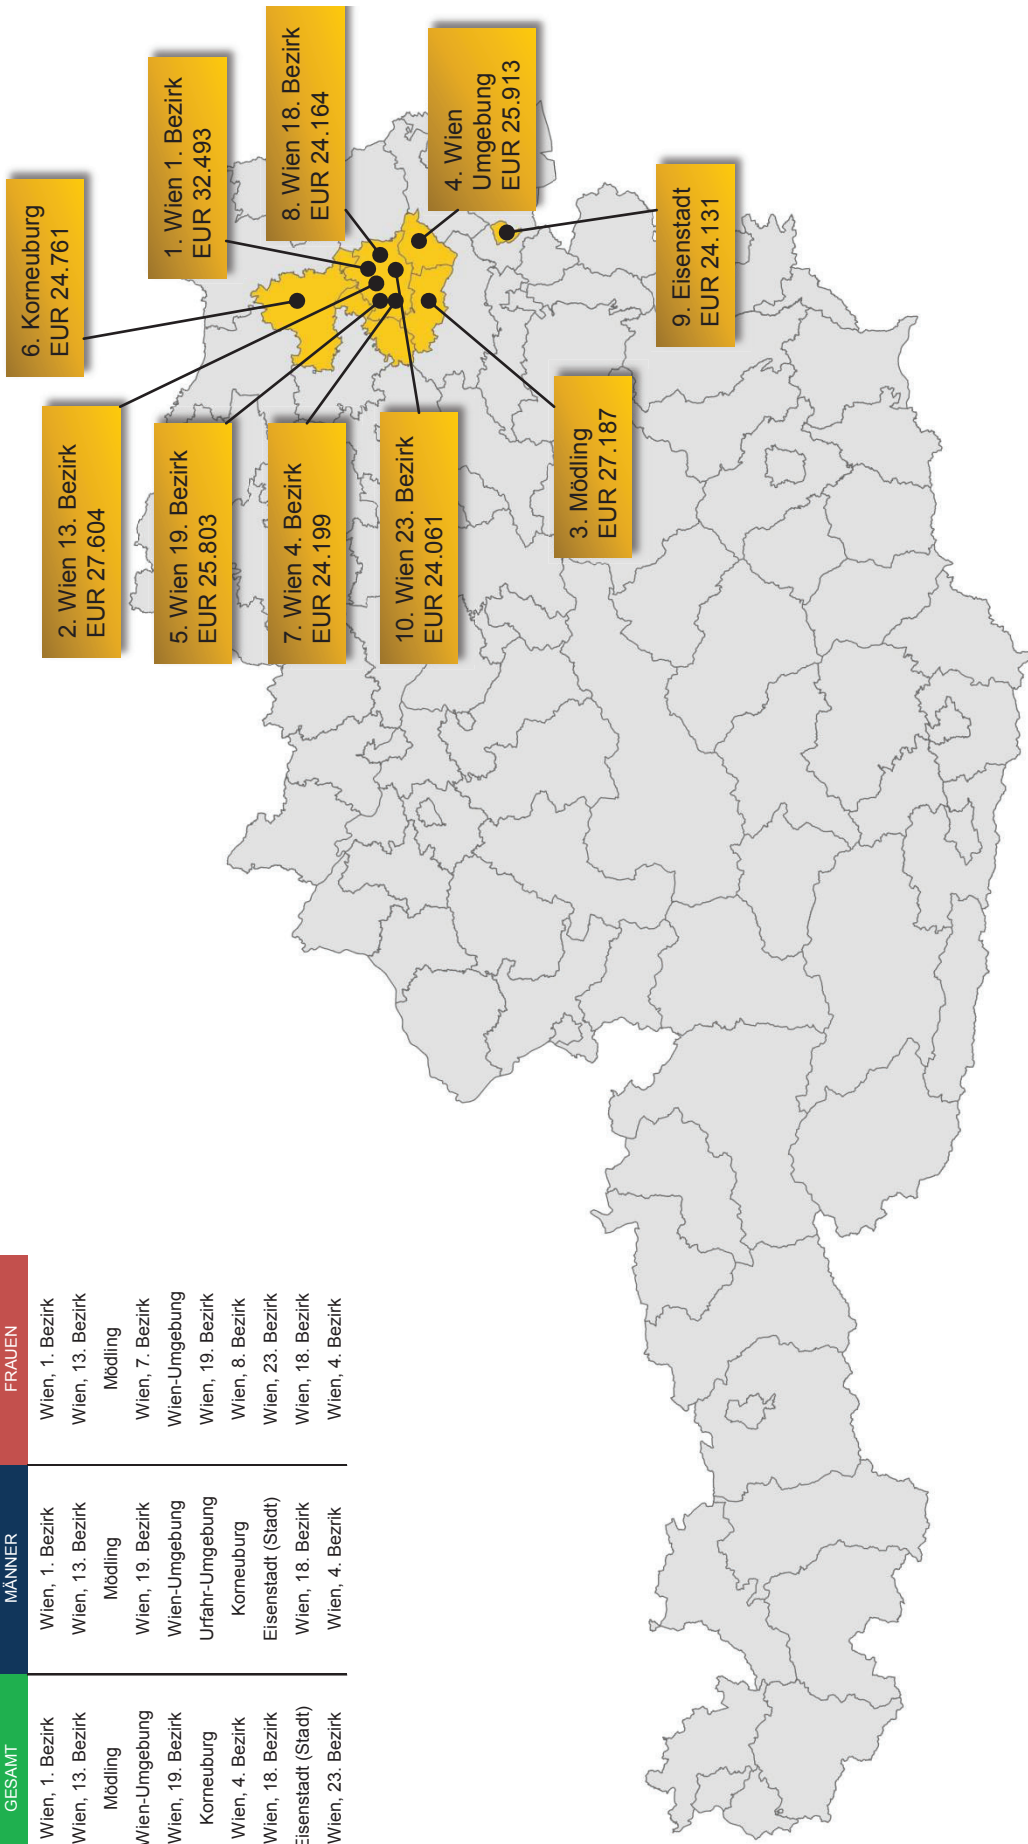 GESAMT MÄNNER FRAUEN
Wien, 1. Bezirk Wien, 1. Bezirk Wien, 1. Bezirk
Wien, 13. Bezirk Wien, 13. Bezirk Wien, 13. Bezirk
Mödling Mödling Mödling
Wien-Umgebung Wien, 19. Bezirk Wien, 7. Bezirk
Wien, 19. Bezirk Wien-Umgebung Wien-Umgebung
Korneuburg Urfahr-Umgebung Wien, 19. Bezirk
Wien, 4. Bezirk Korneuburg Wien, 8. Bezirk
Wien, 18. Bezirk Eisenstadt (Stadt) Wien, 23. Bezirk
Eisenstadt (Stadt) Wien, 18. Bezirk Wien, 18. Bezirk
Wien, 23. Bezirk Wien, 4. Bezrik Wien, 4. Bezirk
6. Korneuburg
EUR 24.761
2. Wien 13. Bezirk
EUR 27.604
1. Wien 1. Bezirk
EUR 32.493
5. Wien 19. Bezirk
EUR 25.803
8. Wien 18. Bezirk
EUR 24.164
7. Wien 4. Bezirk
EUR 24.199
10. Wien 23. Bezirk
EUR 24.061
4. Wien
Umgebung
EUR 25.913
3. Mödling
EUR 27.187
9. Eisenstadt
EUR 24.131